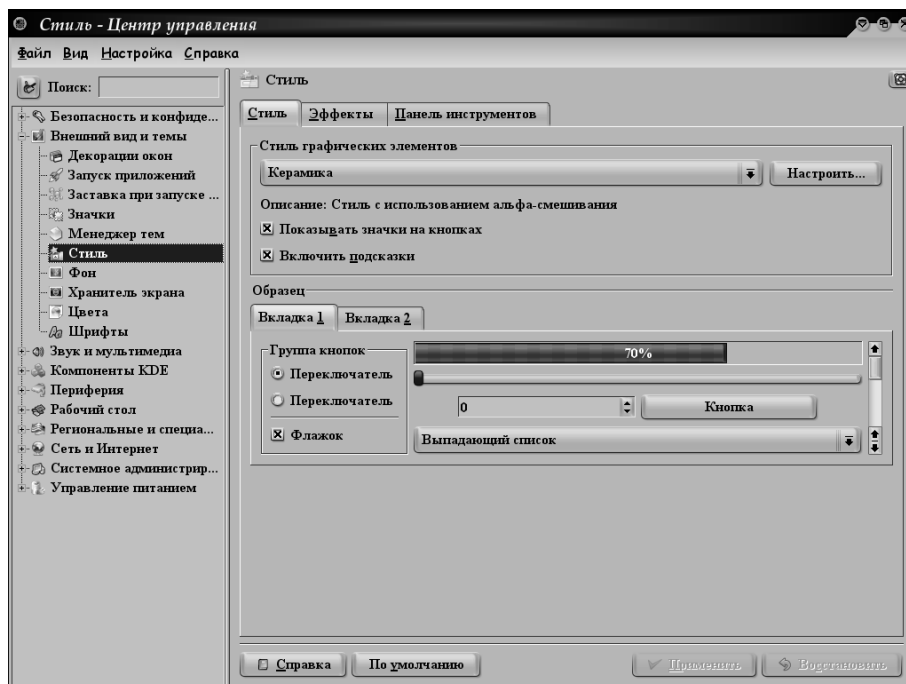 Стиль - Центр управления
Файл Вид Настройка Справка
Поиск:
Безопасность и конфиде...
Внешний вид и темы
Декорации окон
Запуск приложений
Заставка при запуске ...
Значки
Менеджер тем
Стиль
Фон
Хранитель экрана
Цвета
Шрифты
Звук и мультимедиа
Компоненты KDE
Периферия
Рабочий стол
Региональные и специа...
Сеть и Интернет
Системное администрир...
Управление питанием
Стиль
Стиль Эффекты Панель инструментов
Стиль графических элементов
Керамика Настроить...
Описание: Стиль с использованием альфа-смешивания
Показывать значки на кнопках
Включить подсказки
Образец
Вкладка 1 Вкладка 2
Группа кнопок
70%
Переключатель
Переключатель
0 Кнопка
Флажок
Выпадающий список
Справка По умолчанию Применить Восстановить